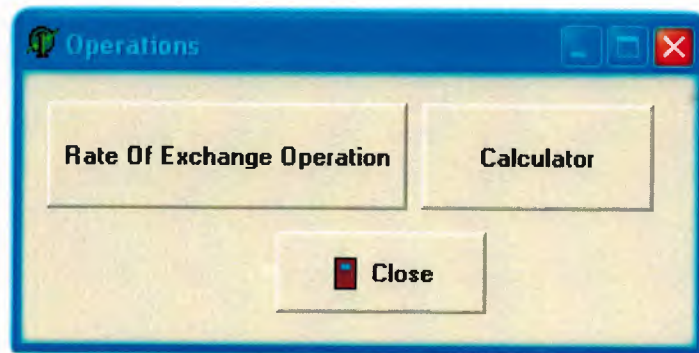 Operations
Rate Of Exchange Operation
Calculator
Close